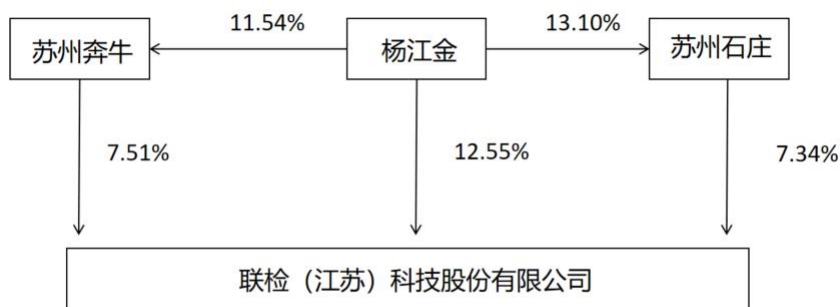 11.54%
13.10%
苏州奔牛
杨江金
苏州石庄
7.51%
12.55%
7.34%
联检（江苏）科技股份有限公司